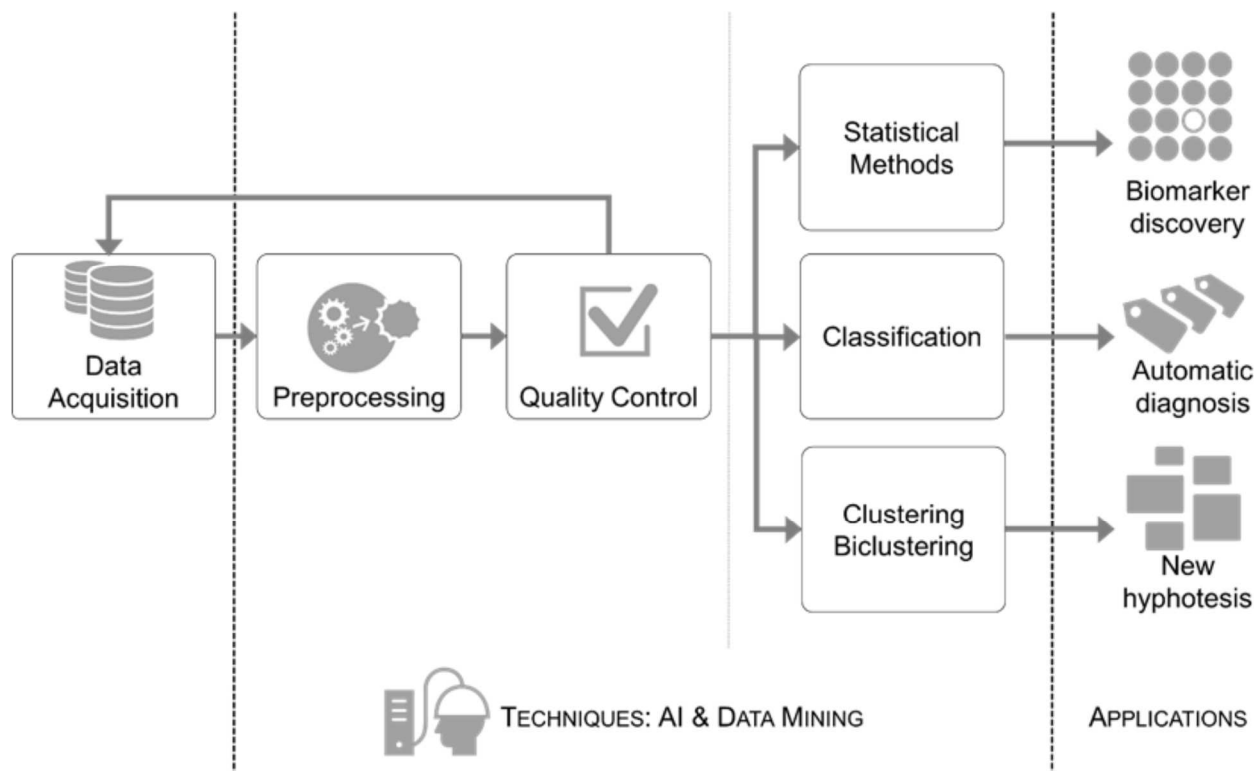 Data
Acquisition
Preprocessing
Quality Control
Statistical
Methods
Classification
Clustering
Biclustering
Biomarker
discovery
Automatic
diagnosis
New
hyphotesis
TECHNIQUES: AI & DATA MINING
APPLICATIONS